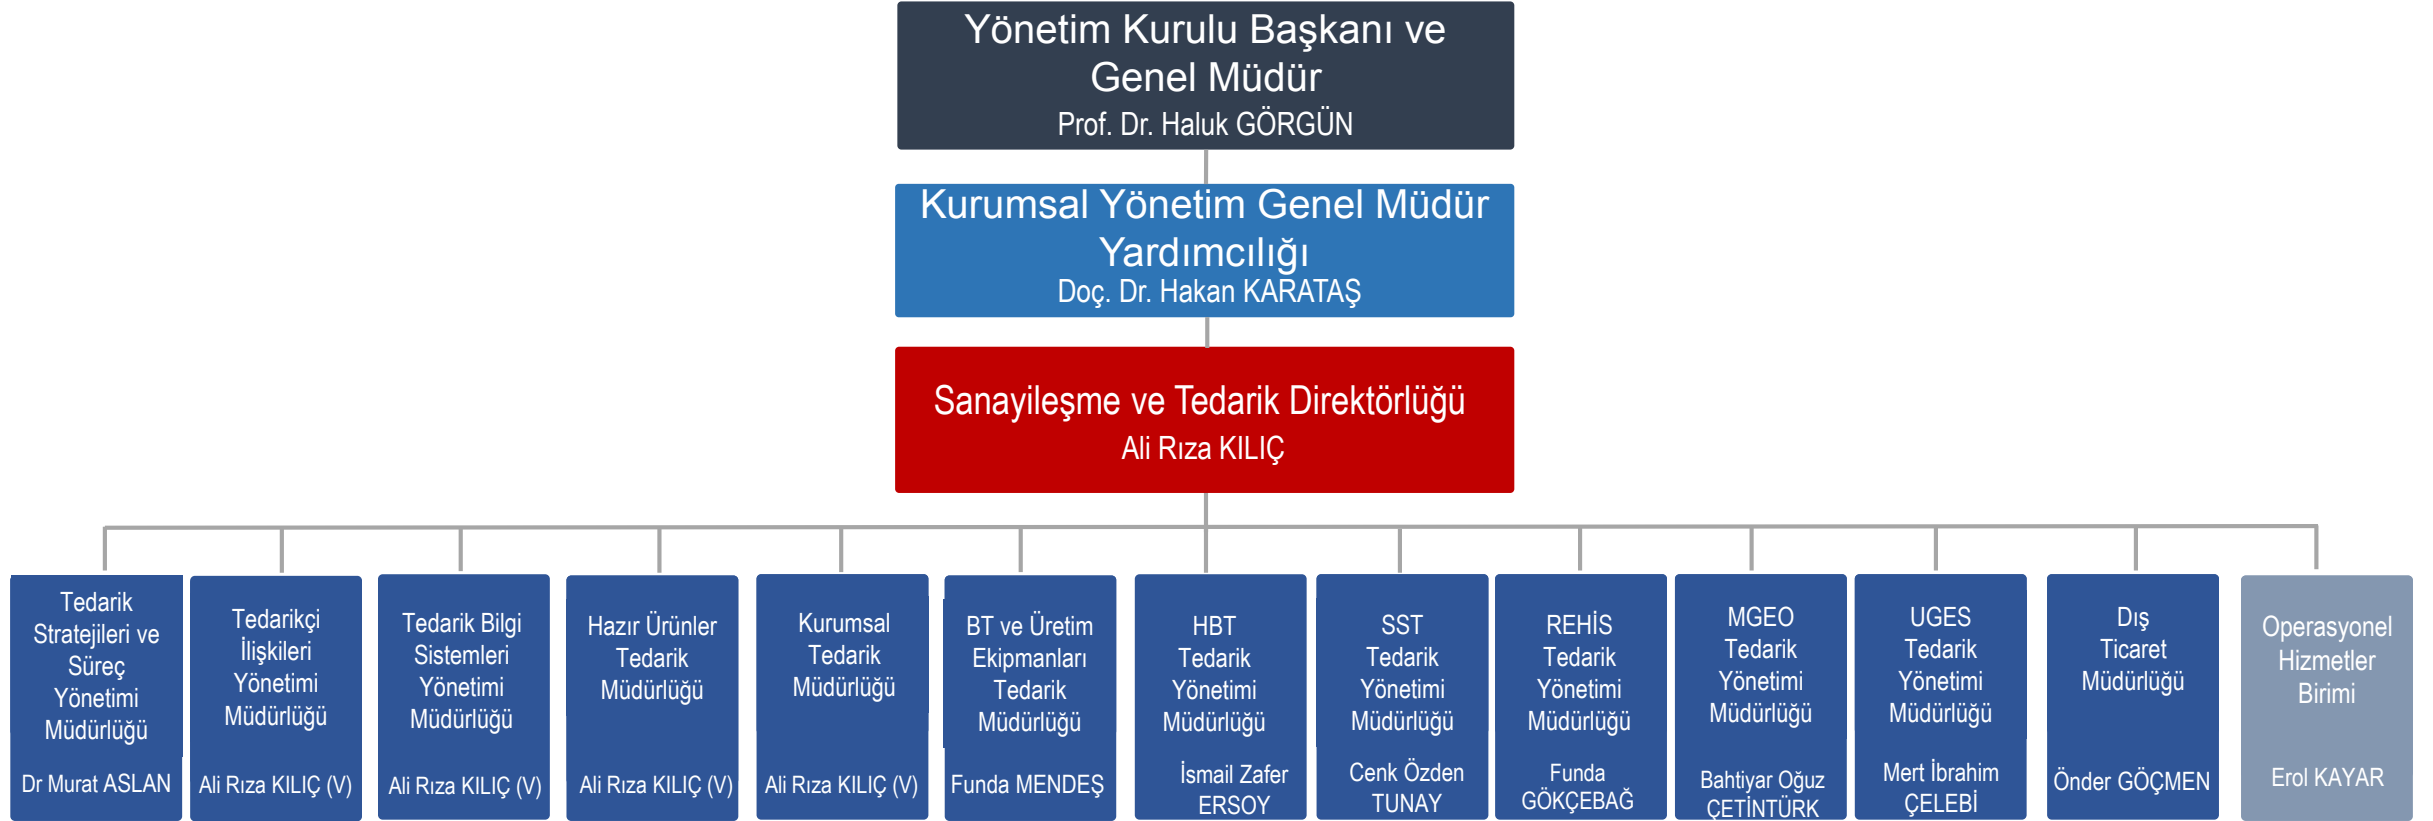 Yönetim Kurulu Başkanı ve
Genel Müdür
Prof. Dr. Haluk GÖRGÜN
Kurumsal Yönetim Genel Müdür
Yardımcılığı
Doç. Dr. Hakan KARATAŞ
Sanayileşme ve Tedarik Direktörlüğü
Ali Rıza KILIÇ
Tedarik
Stratejileri ve
Süreç
Yönetimi
Müdürlüğü
Dr Murat ASLAN
Tedarikçi
İlişkileri
Yönetimi
Müdürlüğü
Ali Rıza KILIÇ (V)
Tedarik Bilgi
Sistemleri
Yönetimi
Müdürlüğü
Ali Rıza KILIÇ (V)
Hazır Ürünler
Tedarik
Müdürlüğü
Ali Rıza KILIÇ (V)
Kurumsal
Tedarik
Müdürlüğü
Ali Rıza KILIÇ (V)
BT ve Üretim
Ekipmanları
Tedarik
Müdürlüğü
Funda MENDEŞ
HBT
Tedarik
Yönetimi
Müdürlüğü
İsmail Zafer
ERSOY
SST
Tedarik
Yönetimi
Müdürlüğü
Cenk Özden
TUNAY
REHİS
Tedarik
Yönetimi
Müdürlüğü
Funda
GÖKÇEBAĞ
MGEO
Tedarik
Yönetimi
Müdürlüğü
Bahtiyar Oğuz
ÇETİNTÜRK
UGES
Tedarik
Yönetimi
Müdürlüğü
Mert İbrahim
ÇELEBİ
Dış
Ticaret
Müdürlüğü
Önder GÖÇMEN
Operasyonel
Hizmetler
Birimi
Erol KAYAR